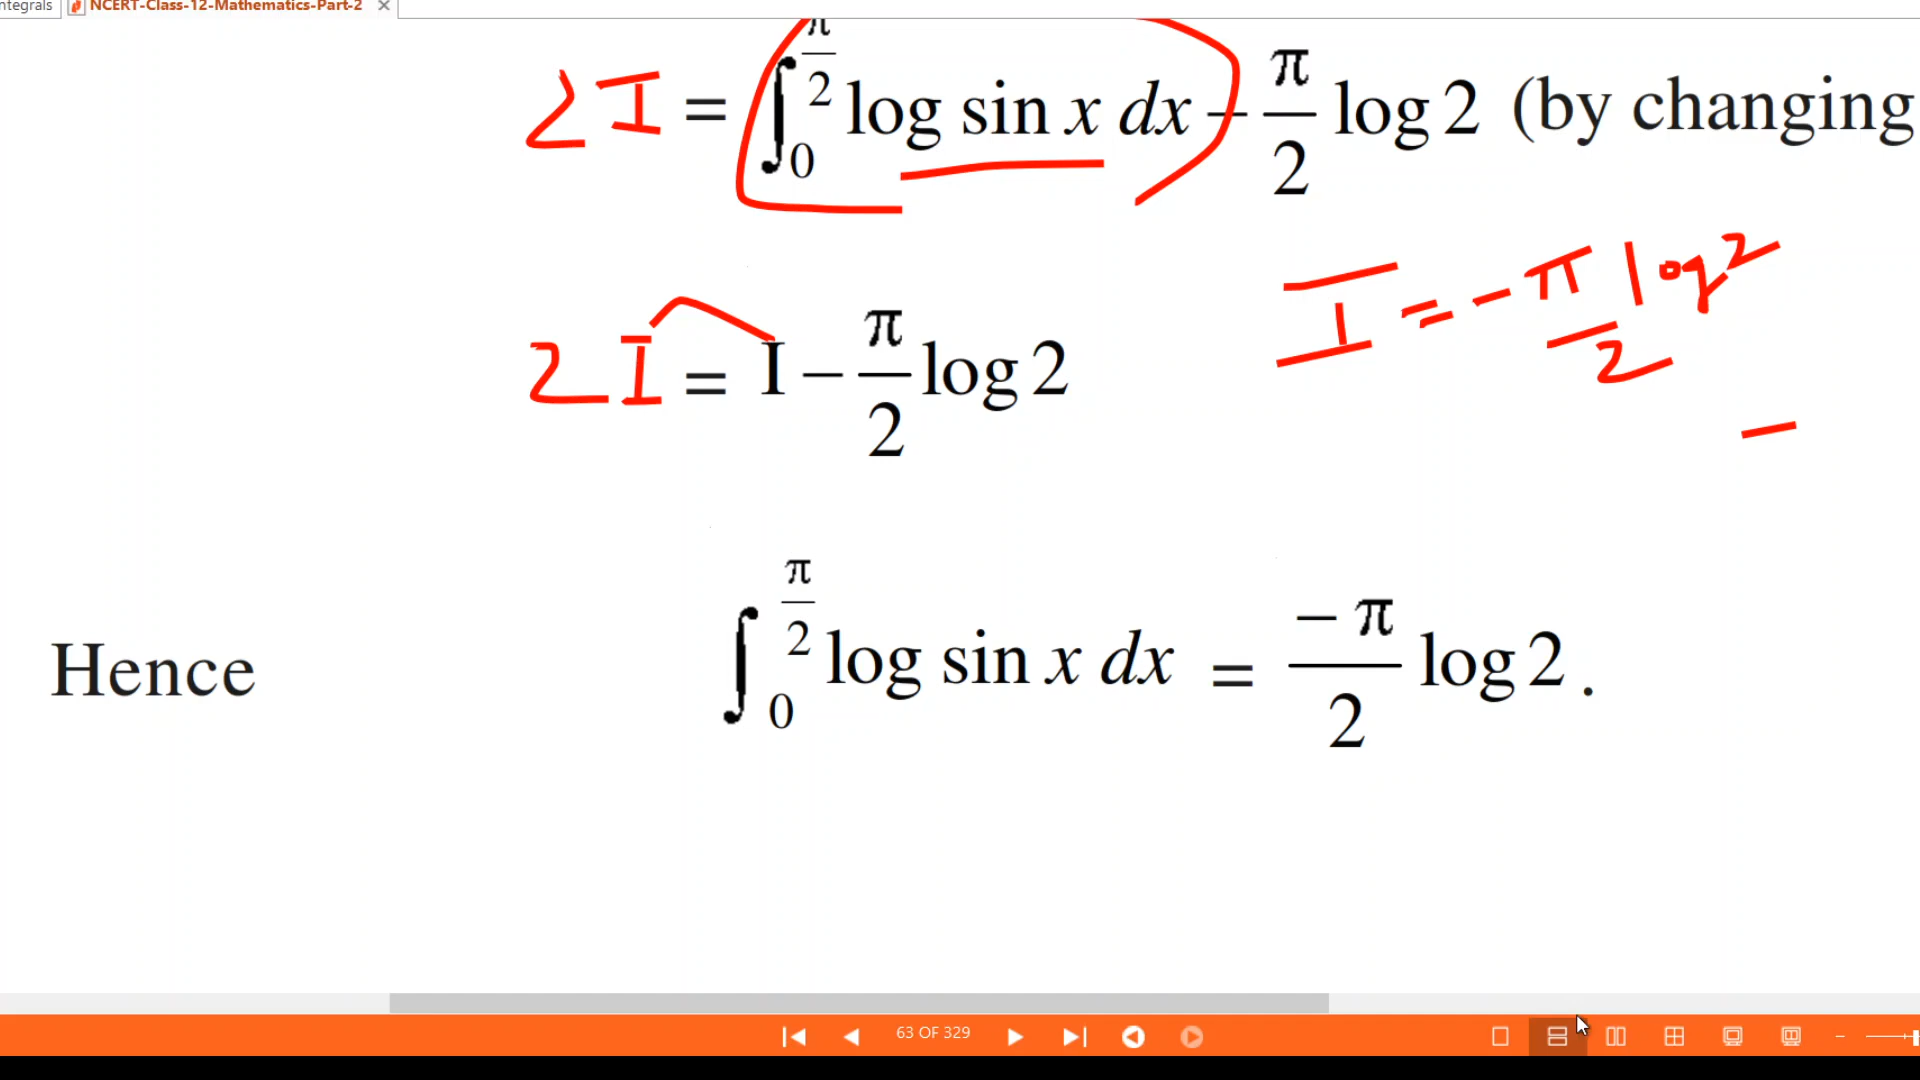 ntegrals NCERT-Class-12-Mathematics-Part-2 ×
2I = ∫₀^(π/2) log sin x dx – π/2 log 2 (by changing
I = - π/2 log 2
2I = I – π/2 log 2
–
Hence ∫₀^(π/2) log sin x dx = –π/2 log 2 .
63 OF 329